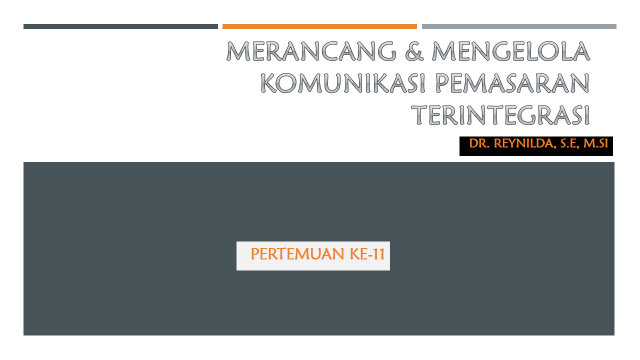 MERANCANG & MENGELOLA
KOMUNIKASI PEMASARAN
TERINTEGRASI
DR. REYNILDA, S.E, M.SI
PERTEMUAN KE-11